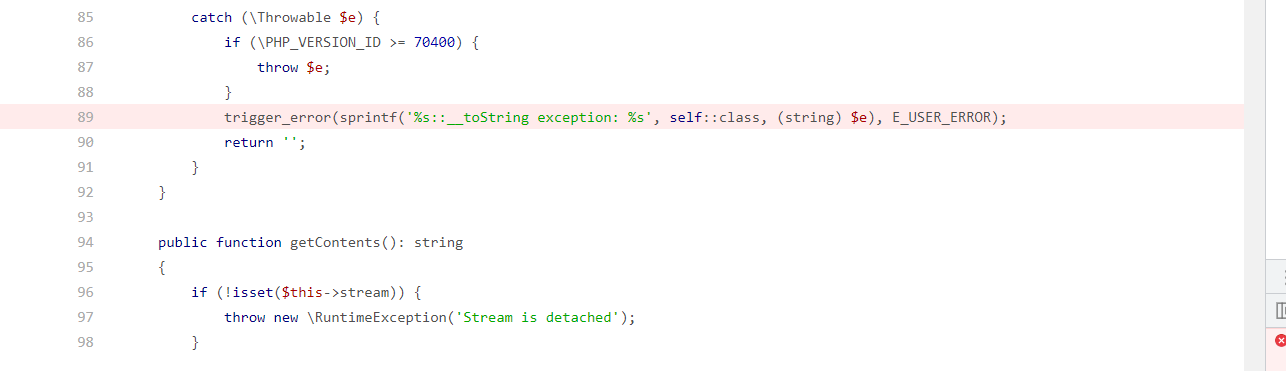 85 catch (\Throwable $e) {
86 if (\PHP_VERSION_ID >= 70400) {
87 throw $e;
88 }
89 trigger_error(sprintf('%s::__toString exception: %s', self::class, (string) $e), E_USER_ERROR);
90 return '';
91 }
92 }
93
94 public function getContents(): string
95 {
96 if (!isset($this->stream)) {
97 throw new \RuntimeException('Stream is detached');
98 }